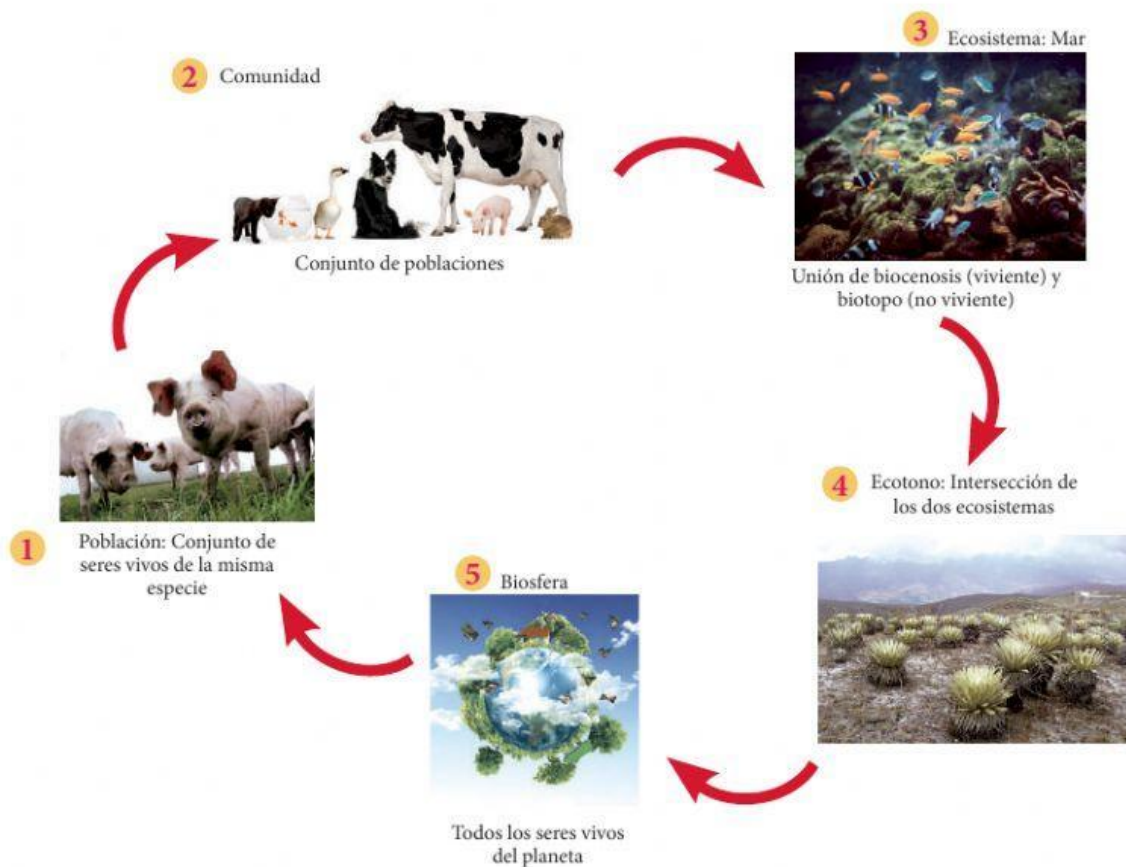 1
Población: Conjunto de
seres vivos de la misma
especie
2
Comunidad
Conjunto de poblaciones
3
Ecosistema: Mar
Unión de biocenosis (viviente) y
biotopo (no viviente)
4
Ecotono: Intersección de
los dos ecosistemas
5
Biosfera
Todos los seres vivos
del planeta